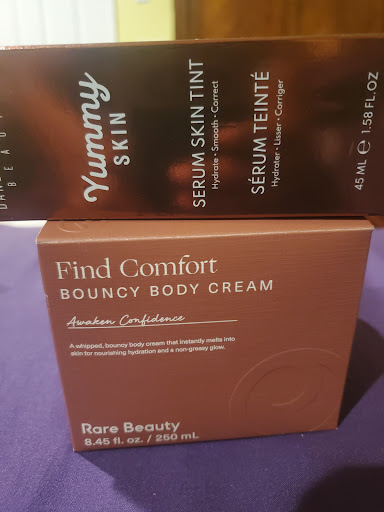 Yummy
SKIN
SERUM SKIN TINT
Hydrate • Smooth • Correct
SÉRUM TEINTÉ
Hydrater • Lisser • Corriger
45 ML ℮ 1.58 FL.OZ
Find Comfort
BOUNCY BODY CREAM
Awaken Confidence
A whipped, bouncy body cream that instantly melts into
skin for nourishing hydration and a non-greasy glow.
Rare Beauty
8.45 fl. oz. / 250 mL